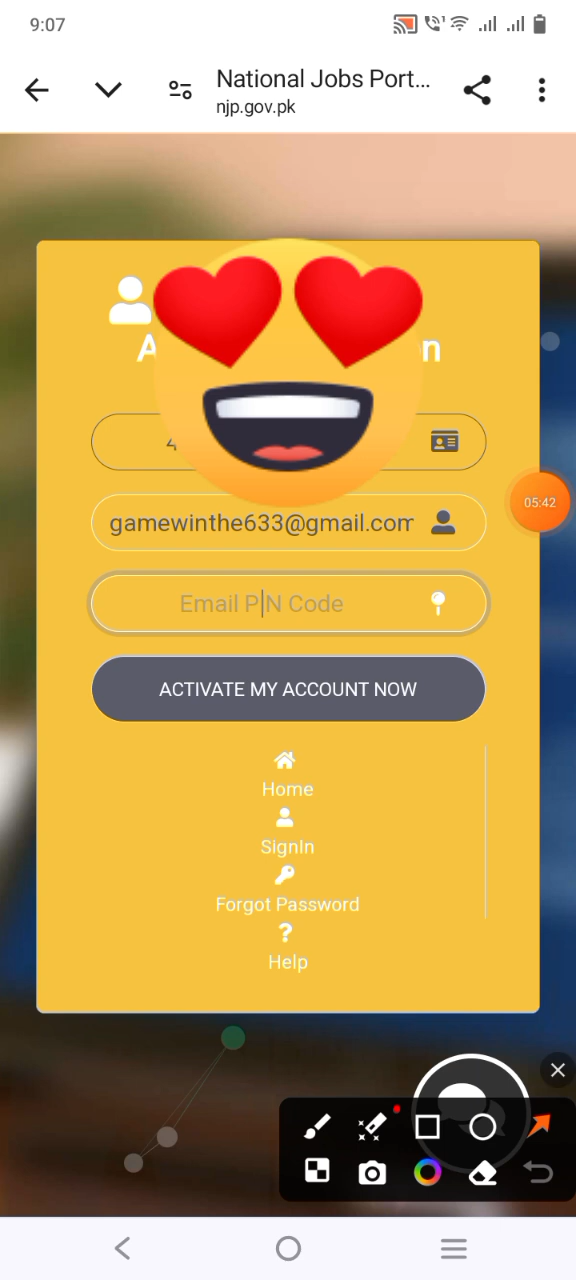 9:07
National Jobs Port...
njp.gov.pk
gamewinthe633@gmail.com
05:42
Email PIN Code
ACTIVATE MY ACCOUNT NOW
Home
SignIn
Forgot Password
Help